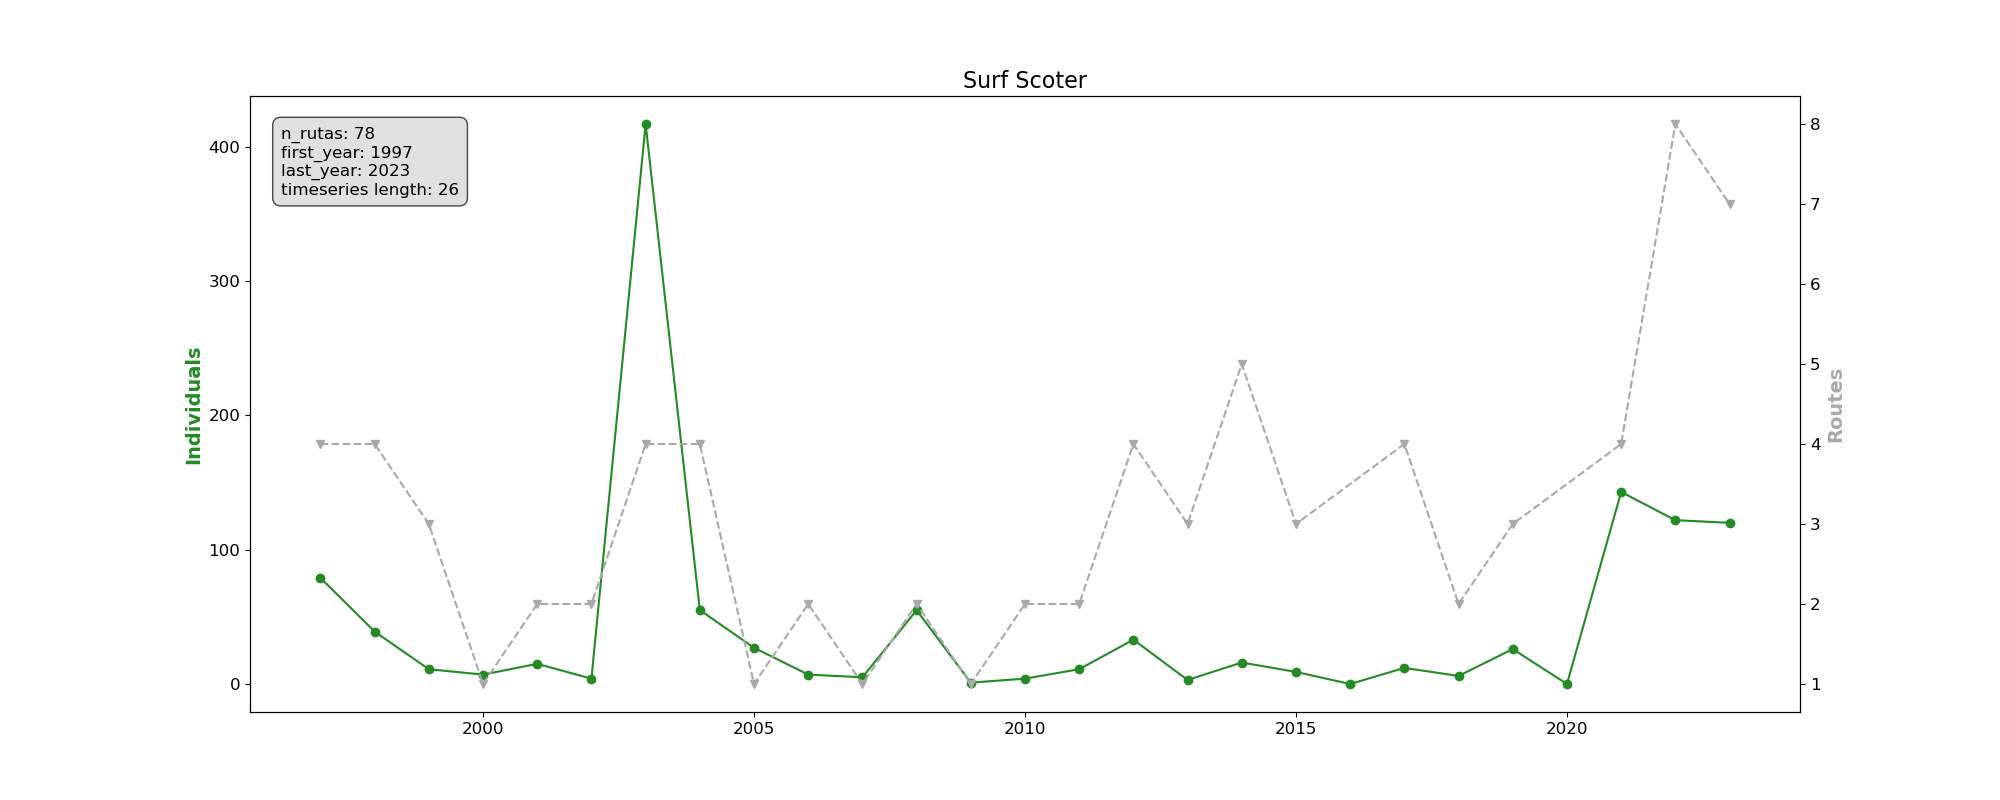 Surf Scoter
n_rutas: 78
first_year: 1997
last_year: 2023
timeseries length: 26
Individuals
400
300
200
100
0
2000
2005
2010
2015
2020
8
7
6
5
4
3
2
1
Routes